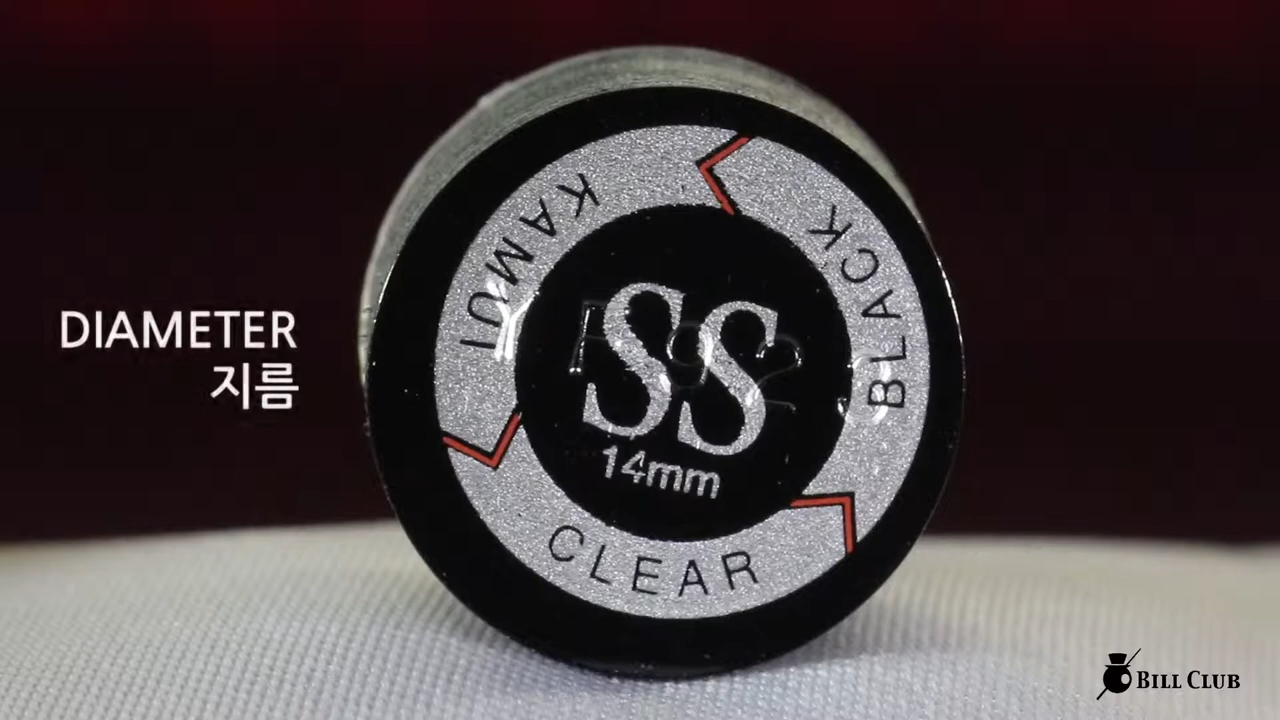 DIAMETER
지름
KAMUI
BLACK
CLEAR
SS
14mm
BILL CLUB